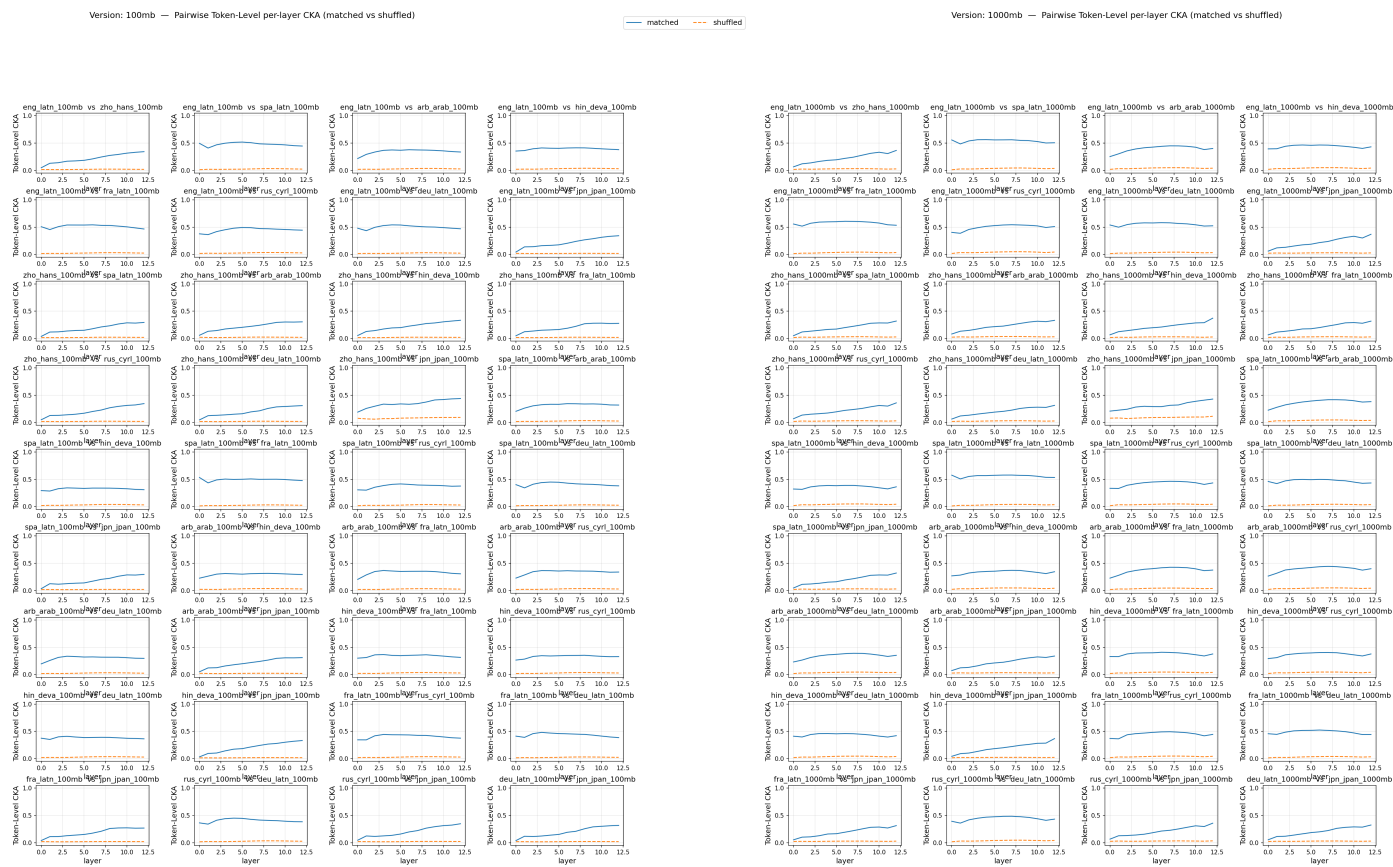 Version: 100mb — Pairwise Token-Level per-layer CKA (matched vs shuffled)
matched
shuffled
Version: 1000mb — Pairwise Token-Level per-layer CKA (matched vs shuffled)
eng_latn_100mb vs zho_hans_100mb
eng_latn_100mb vs spa_latn_100mb
eng_latn_100mb vs arb_arab_100mb
eng_latn_100mb vs hin_deva_100mb
eng_latn_1000mb vs zho_hans_1000mb
eng_latn_1000mb vs spa_latn_1000mb
eng_latn_1000mb vs arb_arab_1000mb
eng_latn_1000mb vs hin_deva_1000mb
Token-Level CKA
1.0
0.5
0.0
0.0 2.5 5.0 7.5 10.0 12.5
layer
eng_latn_100mb vs fra_latn_100mb
eng_latn_100mb vs rus_cyrl_100mb
eng_latn_100mb vs deu_latn_100mb
eng_latn_100mb vs jpn_jpan_100mb
eng_latn_1000mb vs fra_latn_1000mb
eng_latn_1000mb vs rus_cyrl_1000mb
eng_latn_1000mb vs deu_latn_1000mb
eng_latn_1000mb vs jpn_jpan_1000mb
zho_hans_100mb vs spa_latn_100mb
zho_hans_100mb vs arb_arab_100mb
zho_hans_100mb vs hin_deva_100mb
zho_hans_100mb vs fra_latn_100mb
zho_hans_1000mb vs spa_latn_1000mb
zho_hans_1000mb vs arb_arab_1000mb
zho_hans_1000mb vs hin_deva_1000mb
zho_hans_1000mb vs fra_latn_1000mb
zho_hans_100mb vs rus_cyrl_100mb
zho_hans_100mb vs deu_latn_100mb
zho_hans_100mb vs jpn_jpan_100mb
spa_latn_100mb vs arb_arab_100mb
zho_hans_1000mb vs rus_cyrl_1000mb
zho_hans_1000mb vs deu_latn_1000mb
zho_hans_1000mb vs jpn_jpan_1000mb
spa_latn_1000mb vs arb_arab_1000mb
spa_latn_100mb vs hin_deva_100mb
spa_latn_100mb vs fra_latn_100mb
spa_latn_100mb vs rus_cyrl_100mb
spa_latn_100mb vs deu_latn_100mb
spa_latn_1000mb vs hin_deva_1000mb
spa_latn_1000mb vs fra_latn_1000mb
spa_latn_1000mb vs rus_cyrl_1000mb
spa_latn_1000mb vs deu_latn_1000mb
spa_latn_100mb vs jpn_jpan_100mb
arb_arab_100mb vs hin_deva_100mb
arb_arab_100mb vs fra_latn_100mb
arb_arab_100mb vs rus_cyrl_100mb
spa_latn_1000mb vs jpn_jpan_1000mb
arb_arab_1000mb vs hin_deva_1000mb
arb_arab_1000mb vs fra_latn_1000mb
arb_arab_1000mb vs rus_cyrl_1000mb
arb_arab_100mb vs deu_latn_100mb
arb_arab_100mb vs jpn_jpan_100mb
hin_deva_100mb vs fra_latn_100mb
hin_deva_100mb vs rus_cyrl_100mb
arb_arab_1000mb vs deu_latn_1000mb
arb_arab_1000mb vs jpn_jpan_1000mb
hin_deva_1000mb vs fra_latn_1000mb
hin_deva_1000mb vs rus_cyrl_1000mb
hin_deva_100mb vs deu_latn_100mb
hin_deva_100mb vs jpn_jpan_100mb
fra_latn_100mb vs rus_cyrl_100mb
fra_latn_100mb vs deu_latn_100mb
hin_deva_1000mb vs deu_latn_1000mb
hin_deva_1000mb vs jpn_jpan_1000mb
fra_latn_1000mb vs rus_cyrl_1000mb
fra_latn_1000mb vs deu_latn_1000mb
fra_latn_100mb vs jpn_jpan_100mb
rus_cyrl_100mb vs deu_latn_100mb
rus_cyrl_100mb vs jpn_jpan_100mb
deu_latn_100mb vs jpn_jpan_100mb
fra_latn_1000mb vs jpn_jpan_1000mb
rus_cyrl_1000mb vs deu_latn_1000mb
rus_cyrl_1000mb vs jpn_jpan_1000mb
deu_latn_1000mb vs jpn_jpan_1000mb